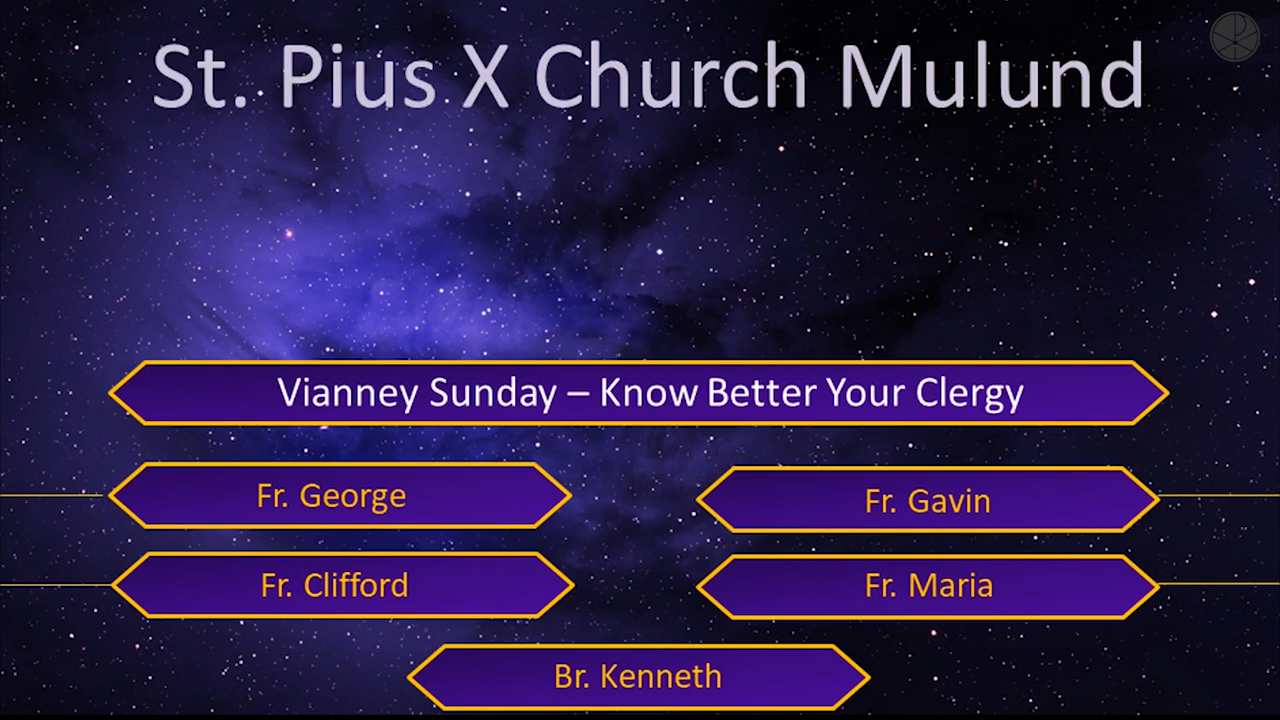 St. Pius X Church Mulund
Vianney Sunday – Know Better Your Clergy
Fr. George
Fr. Gavin
Fr. Clifford
Fr. Maria
Br. Kenneth